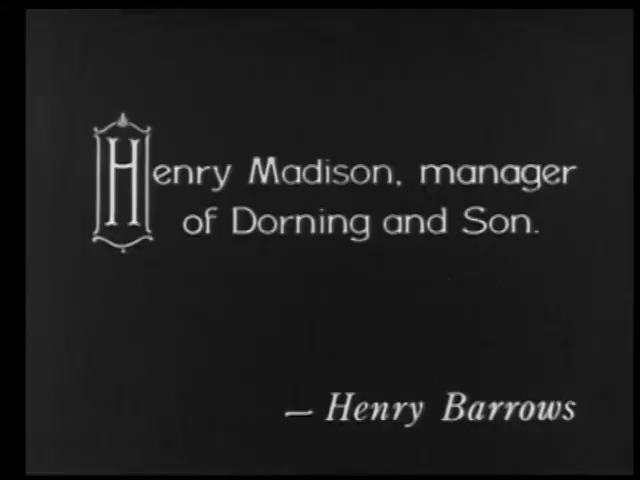 Henry Madison, manager
of Dorning and Son.
— Henry Barrows